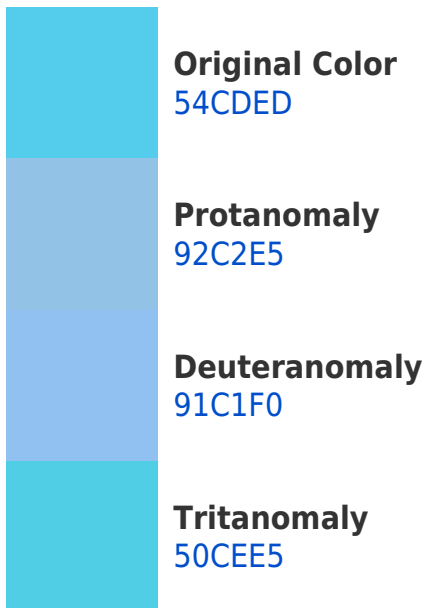 Original Color
54CDED
Protanomaly
92C2E5
Deuteranomaly
91C1F0
Tritanomaly
50CEE5